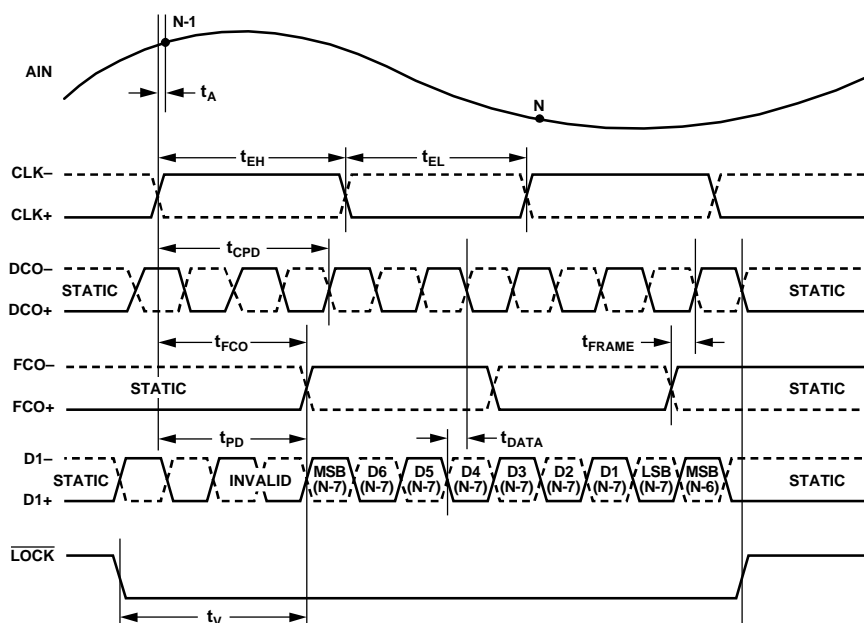 N-1
AIN
t_A
N
t_EH
t_EL
CLK–
CLK+
t_CPD
DCO–
STATIC
STATIC
DCO+
t_FCO
t_FRAME
FCO–
STATIC
STATIC
FCO+
t_PD
t_DATA
D1–
STATIC
INVALID
MSB (N-7)
D6 (N-7)
D5 (N-7)
D4 (N-7)
D3 (N-7)
D2 (N-7)
D1 (N-7)
LSB (N-7)
MSB (N-6)
STATIC
D1+
LOCK
t_V